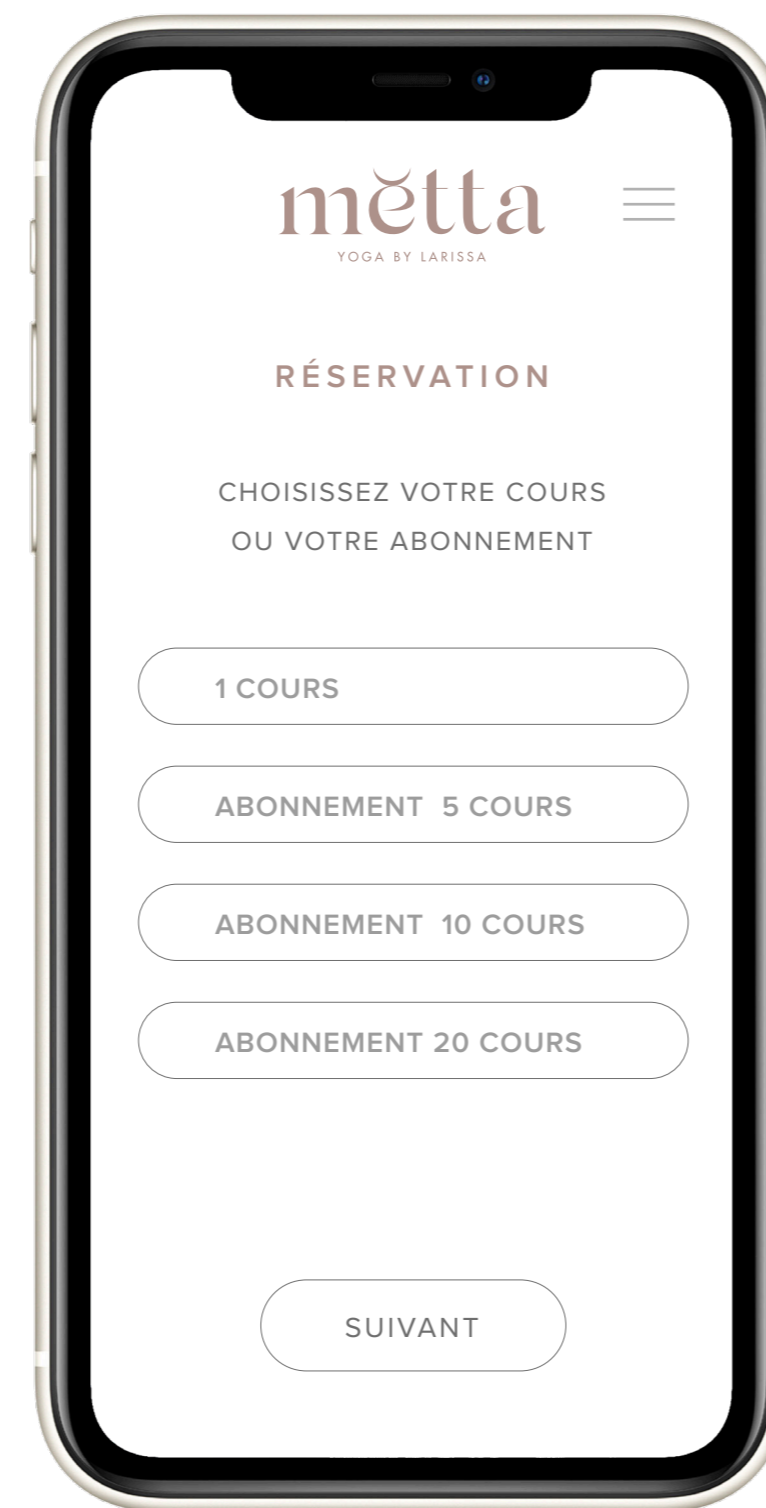 mĕtta
YOGA BY LARISSA
RÉSERVATION
CHOISISSEZ VOTRE COURS
OU VOTRE ABONNEMENT
1 COURS
ABONNEMENT  5 COURS
ABONNEMENT  10 COURS
ABONNEMENT 20 COURS
SUIVANT